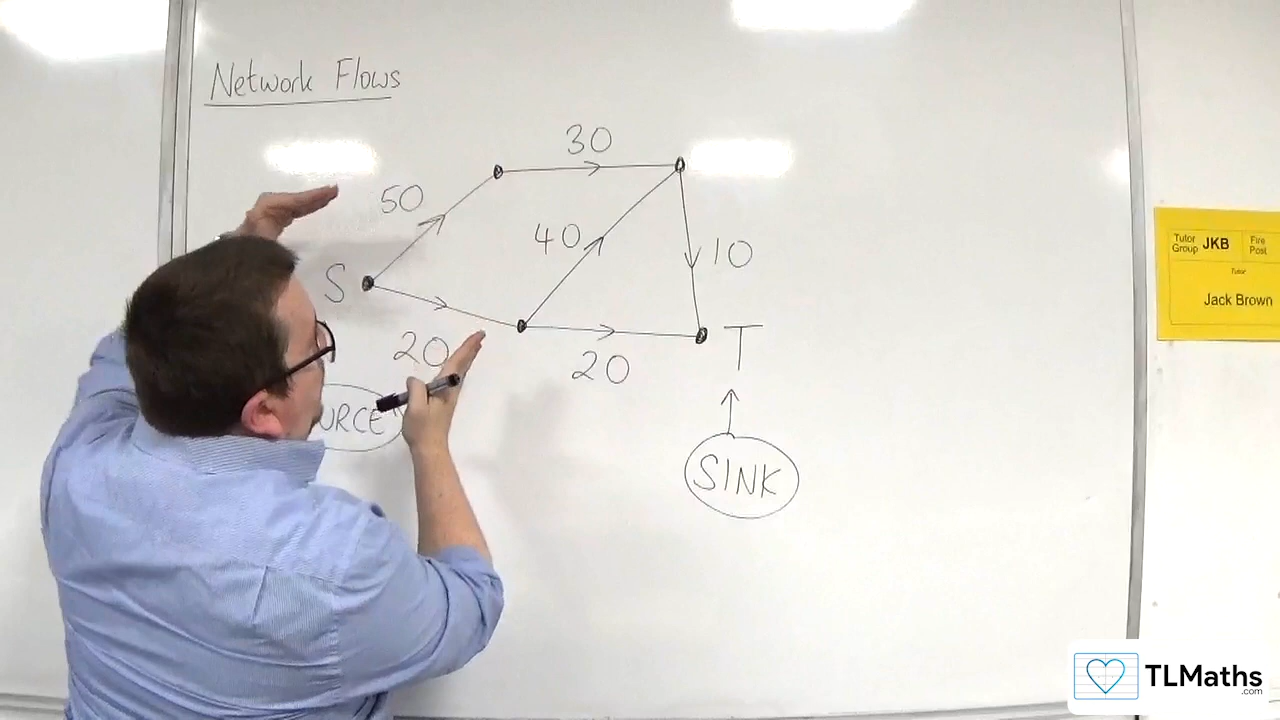 Network Flows
30
50
40
10
S
20
20
T
URCE
SINK
Tutor Group JKB Fire Post
Tutor
Jack Brown
TLMaths
.com